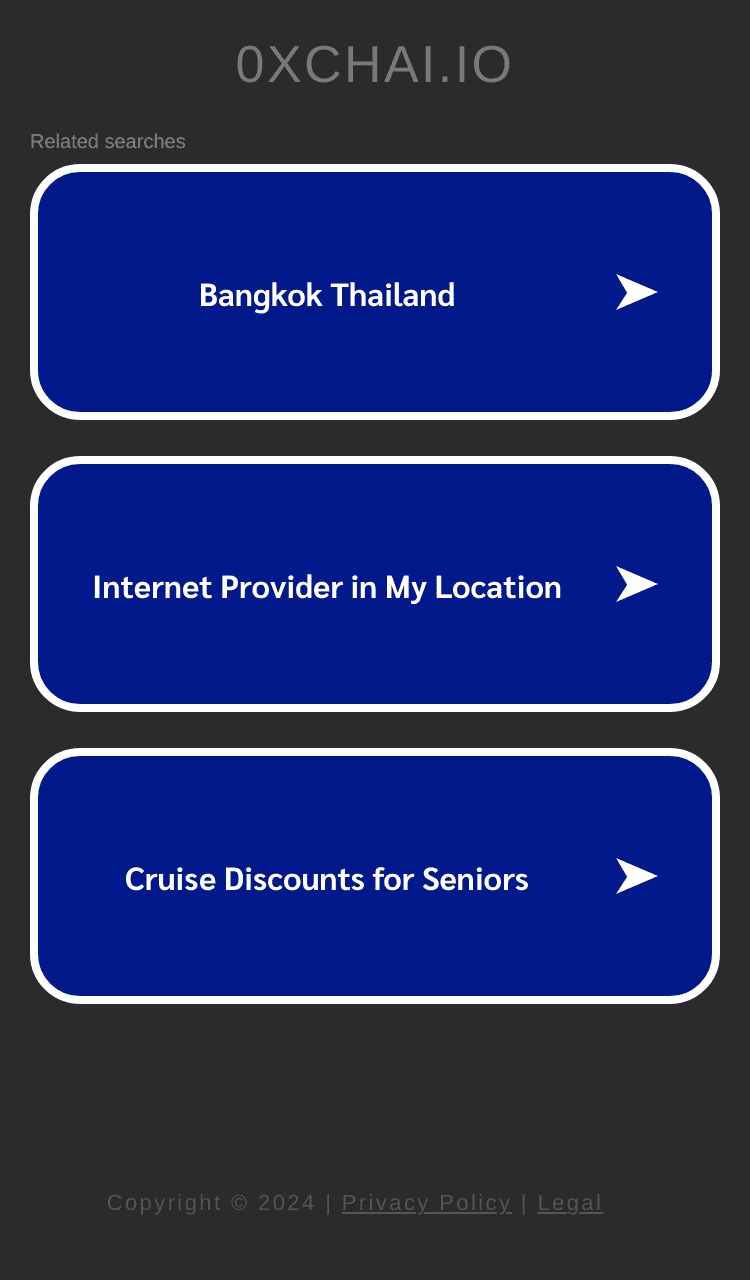 0XCHAI.IO
Related searches
Bangkok Thailand
Internet Provider in My Location
Cruise Discounts for Seniors
Copyright © 2024 | Privacy Policy | Legal